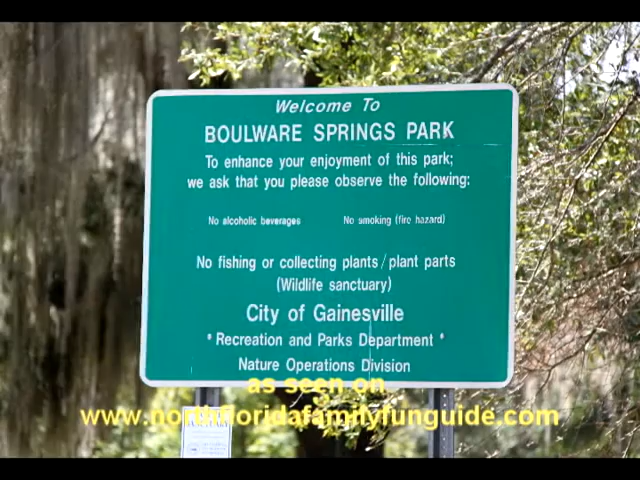 Welcome To
BOULWARE SPRINGS PARK
To enhance your enjoyment of this park;
we ask that you please observe the following:
No alcoholic beverages No smoking (fire hazard)
No fishing or collecting plants/plant parts
(Wildlife sanctuary)
City of Gainesville
* Recreation and Parks Department *
Nature Operations Division
as seen on
www.northfloridafamilyfunguide.com